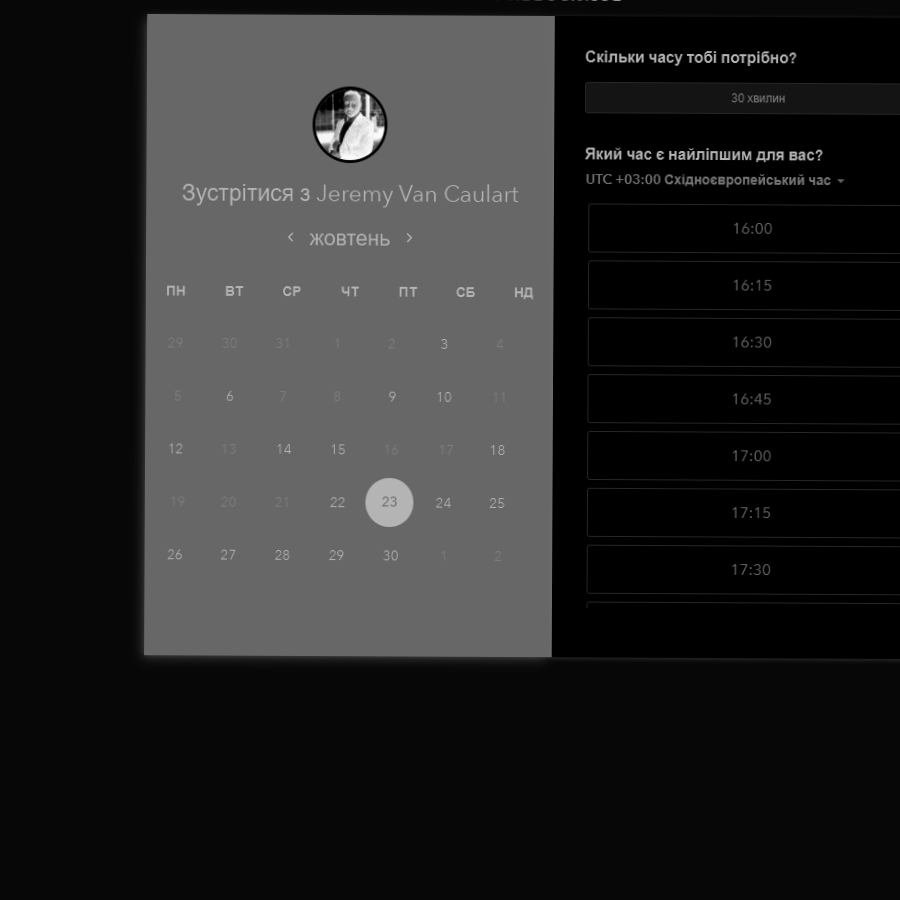 Зустрітися з Jeremy Van Caulart
жовтень
ПН ВТ СР ЧТ ПТ СБ НД
29 30 31 1 2 3 4
5 6 7 8 9 10 11
12 13 14 15 16 17 18
19 20 21 22 23 24 25
26 27 28 29 30 1 2
Скільки часу тобі потрібно?
30 хвилин
Який час є найліпшим для вас?
UTC +03:00 Східноєвропейський час
16:00
16:15
16:30
16:45
17:00
17:15
17:30